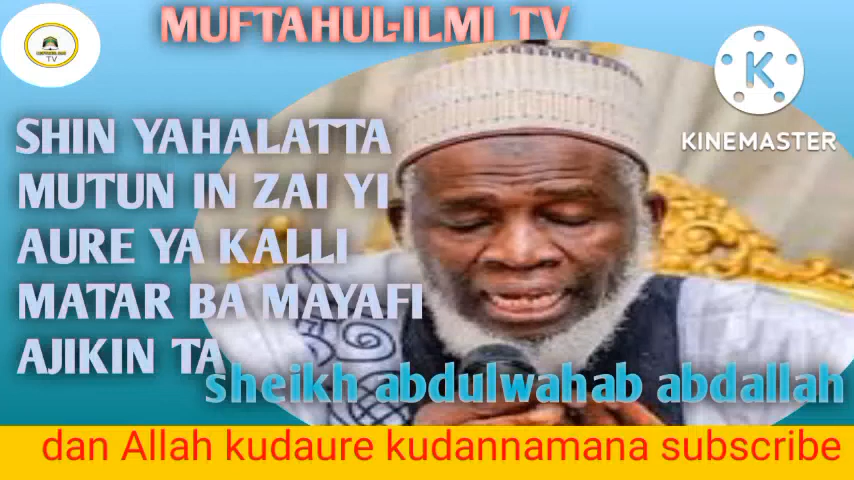 MUFTAHUL-ILMI TV
TV
KINEMASTER
SHIN YAHALATTA
MUTUN IN ZAI YI
AURE YA KALLI
MATAR BA MAYAFI
AJIKIN TA
sheikh abdulwahab abdallah
dan Allah kudaure kudannamana subscribe